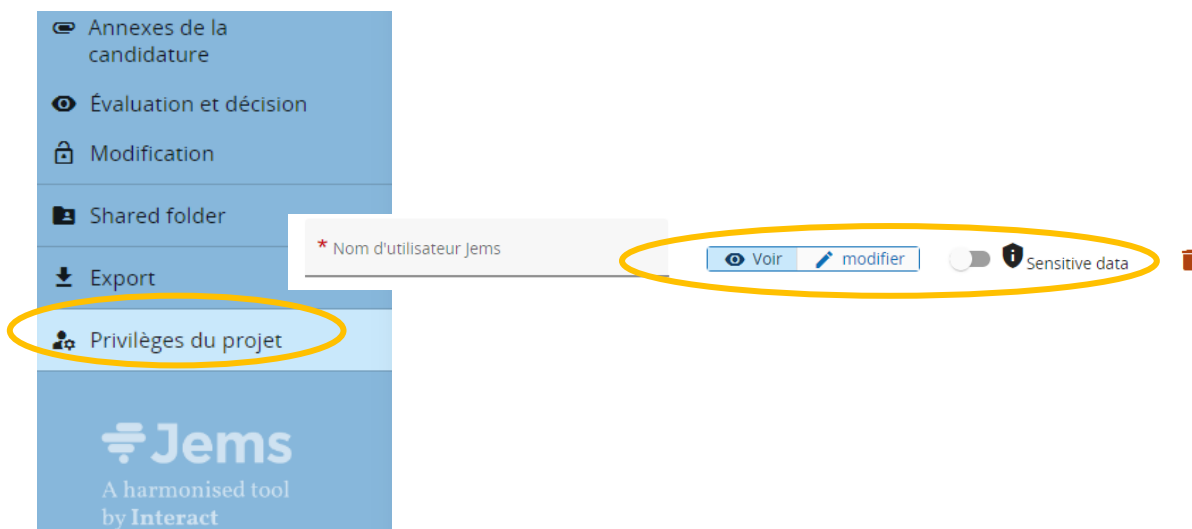 Annexes de la
candidature
Évaluation et décision
Modification
Shared folder
* Nom d'utilisateur Jems
Voir modifier Sensitive data
Export
Privilèges du projet
Jems
A harmonised tool
by Interact